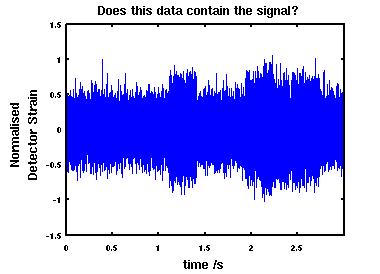 Does this data contain the signal?
1.5
1
0.5
0
-0.5
-1
-1.5
Normalised
Detector Strain
0 0.5 1 1.5 2 2.5
time /s